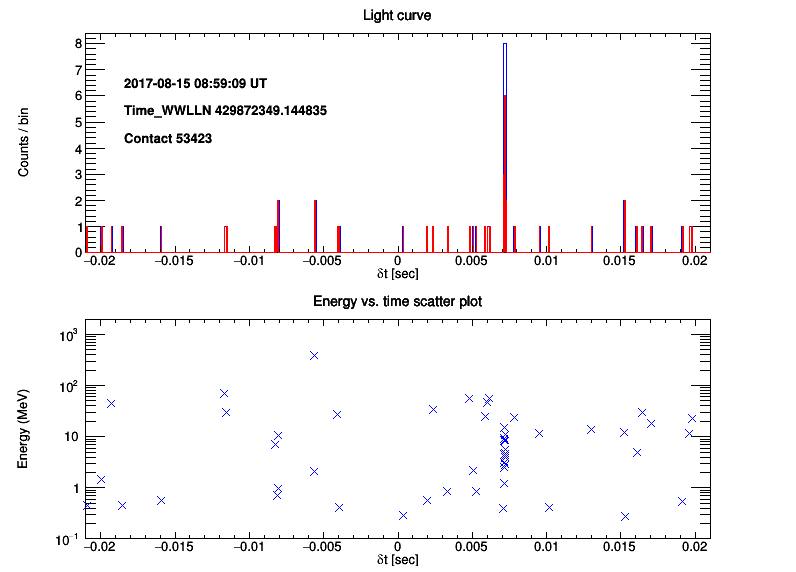 Light curve
Counts / bin
8
7
6
5
4
3
2
1
0
2017-08-15 08:59:09 UT
Time_WWLLN 429872349.144835
Contact 53423
−0.02 −0.015 −0.01 −0.005 0 0.005 0.01 0.015 0.02
δt [sec]
Energy vs. time scatter plot
Energy (MeV)
10³
10²
10
1
10⁻¹
−0.02 −0.015 −0.01 −0.005 0 0.005 0.01 0.015 0.02
δt [sec]